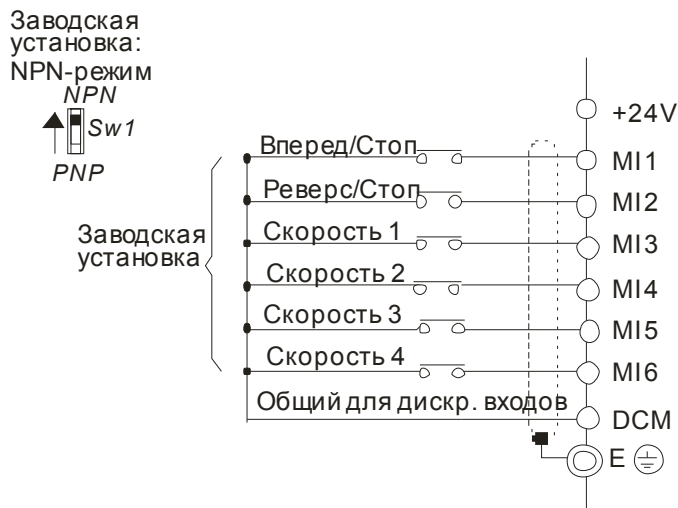 Заводская
установка:
NPN-режим
NPN
Sw1
PNP
+24V
Вперед/Стоп
MI1
Реверс/Стоп
MI2
Заводская
установка
Скорость 1
MI3
Скорость 2
MI4
Скорость 3
MI5
Скорость 4
MI6
Общий для дискр. входов
DCM
E